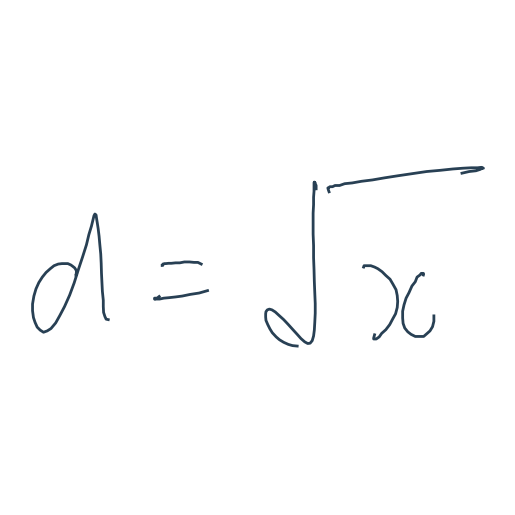 d = √x